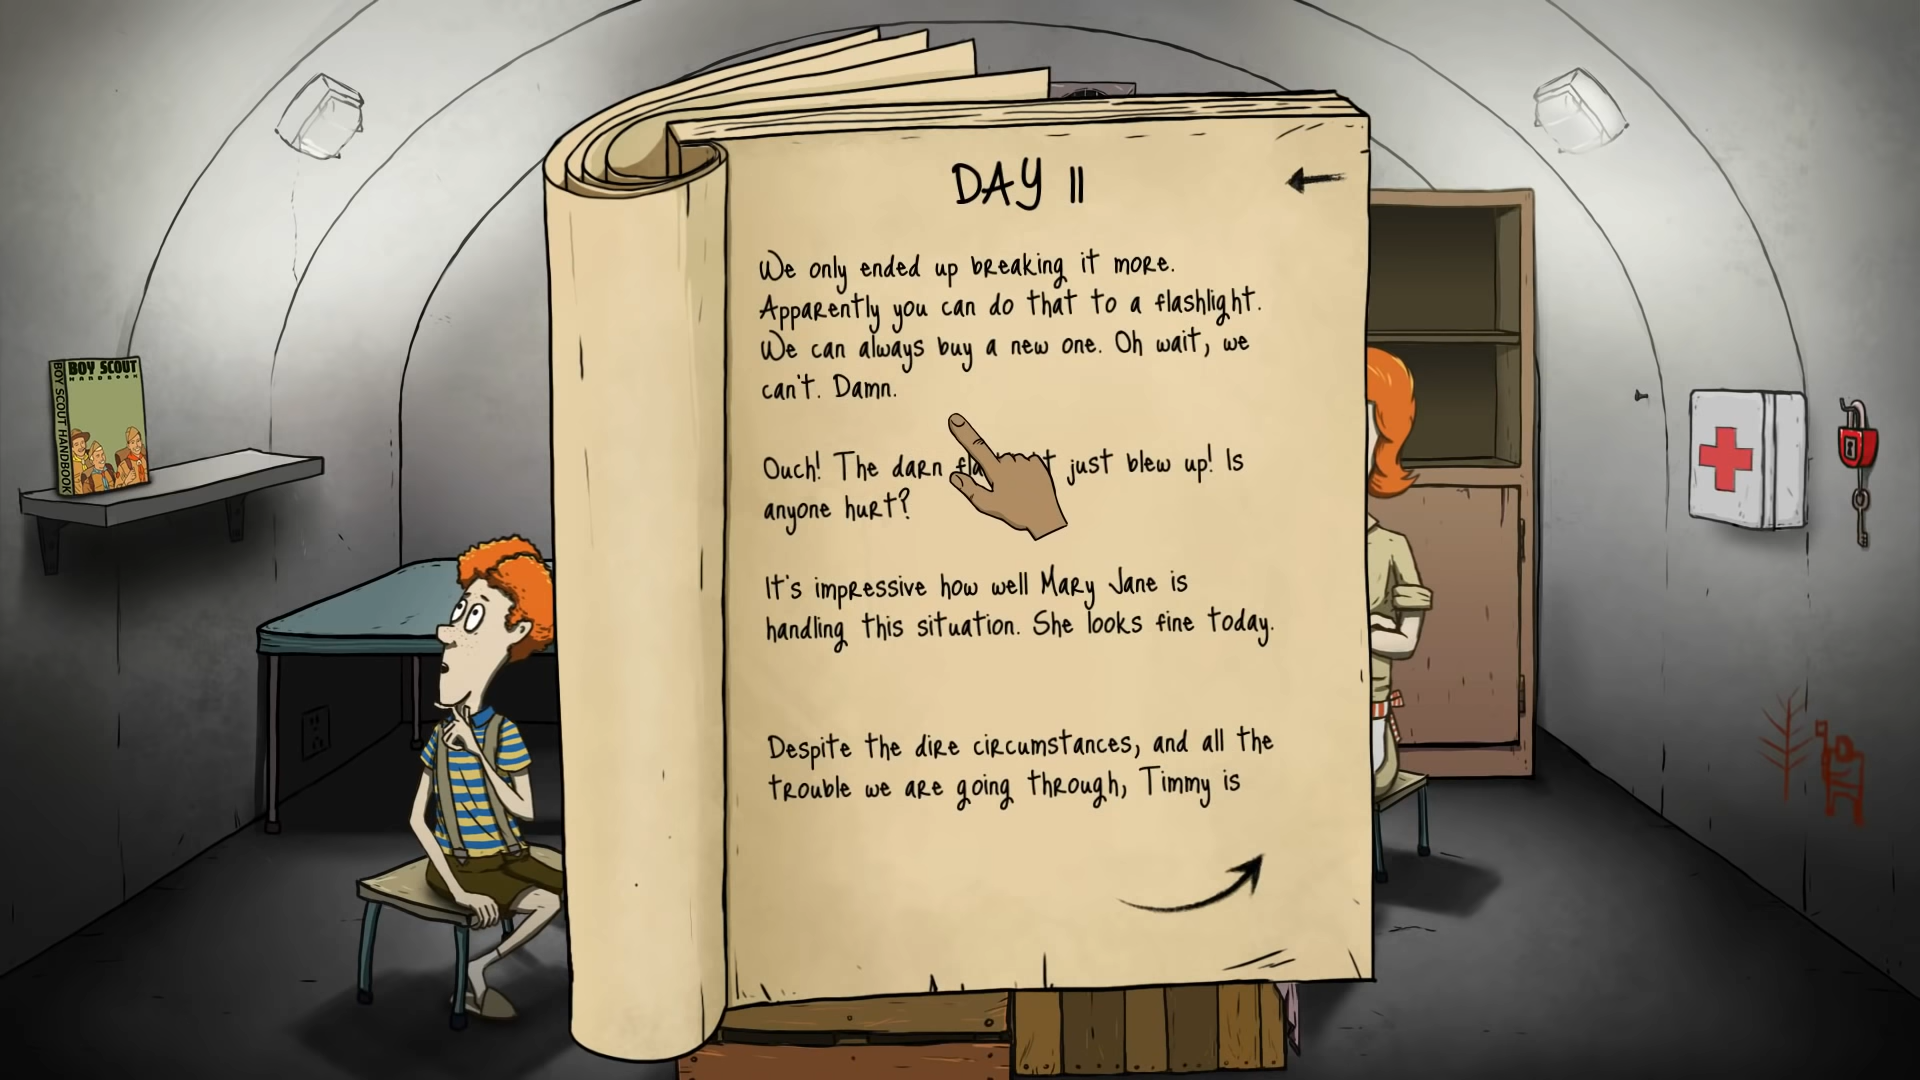 BOY SCOUT
HANDBOOK
BOY SCOUT HANDBOOK
DAY 11
We only ended up breaking it more.
Apparently you can do that to a flashlight.
We can always buy a new one. Oh wait, we
can't. Damn.
Ouch! The darn just blew up! Is
anyone hurt?
It's impressive how well Mary Jane is
handling this situation. She looks fine today.
Despite the dire circumstances, and all the
trouble we are going through, Timmy is